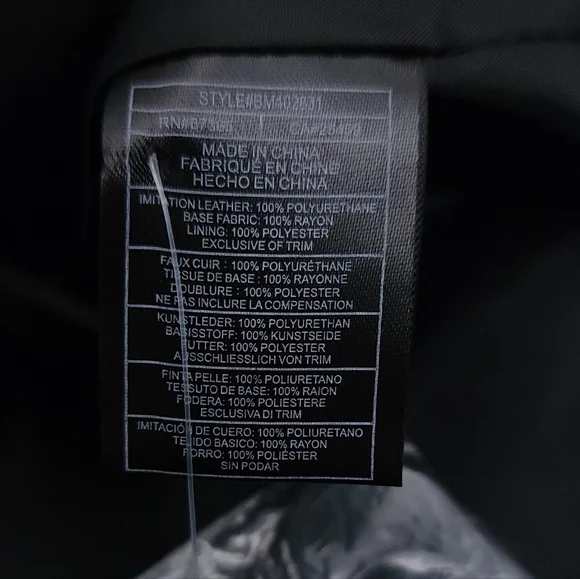 STYLE#BM402831
RN#
MADE IN CHINA
FABRIQUÉ EN CHINE
HECHO EN CHINA
IMITATION LEATHER: 100% POLYURETHANE
BASE FABRIC: 100% RAYON
LINING: 100% POLYESTER
EXCLUSIVE OF TRIM
FAUX CUIR : 100% POLYURÉTHANE
TISSUE DE BASE : 100% RAYONNE
DOUBLURE : 100% POLYESTER
NE PAS INCLURE LA COMPENSATION
KUNSTLEDER: 100% POLYURETHAN
BASISSTOFF: 100% KUNSTSEIDE
FUTTER: 100% POLYESTER
AUSSCHLIESSLICH VON TRIM
FINTA PELLE: 100% POLIURETANO
TESSUTO DE BASE: 100% RAION
FODERA: 100% POLIESTERE
ESCLUSIVA DI TRIM
IMITACIÓN DE CUERO: 100% POLIURETANO
TEJIDO BASICO: 100% RAYON
FORRO: 100% POLIÉSTER
SIN PODAR